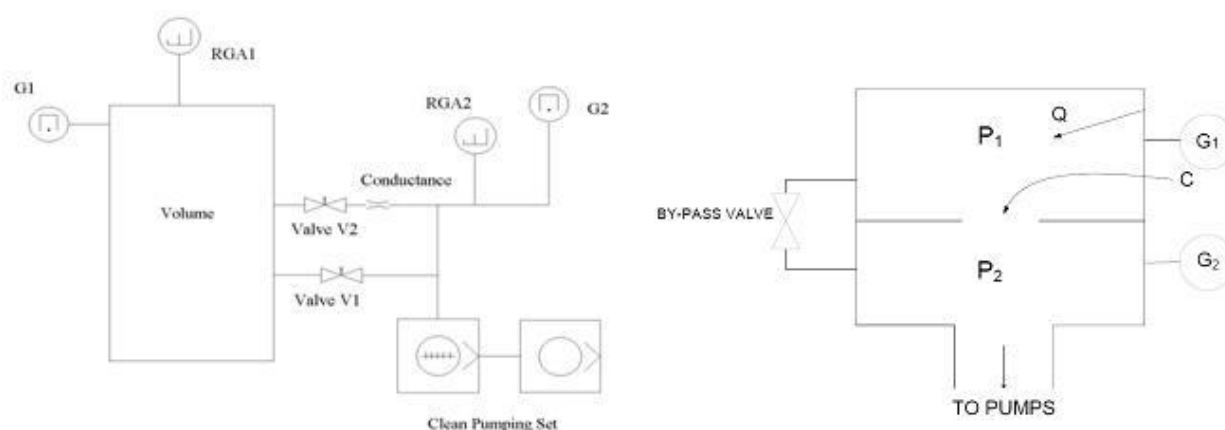 RGA1
G1
RGA2
G2
Conductance
Volume
Valve V2
Valve V1
Clean Pumping Set
Q
P₁
G₁
C
BY-PASS VALVE
P₂
G₂
TO PUMPS